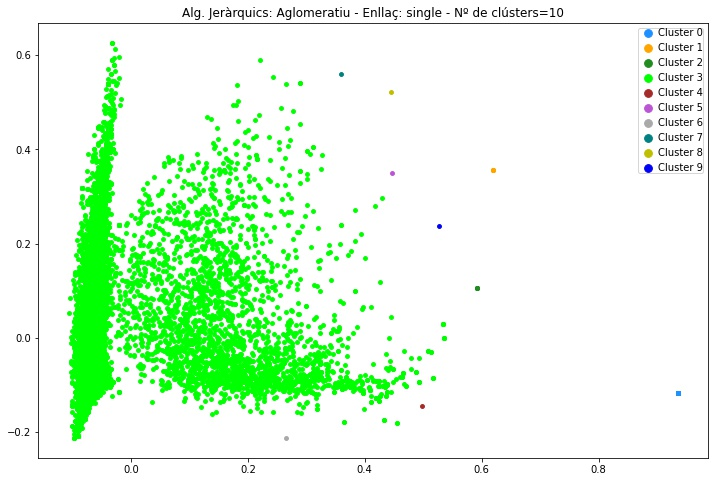 Alg. Jeràrquics: Aglomeratiu - Enllaç: single - Nº de clústers=10
Cluster 0
Cluster 1
Cluster 2
Cluster 3
Cluster 4
Cluster 5
Cluster 6
Cluster 7
Cluster 8
Cluster 9
0.6
0.4
0.2
0.0
−0.2
0.0 0.2 0.4 0.6 0.8